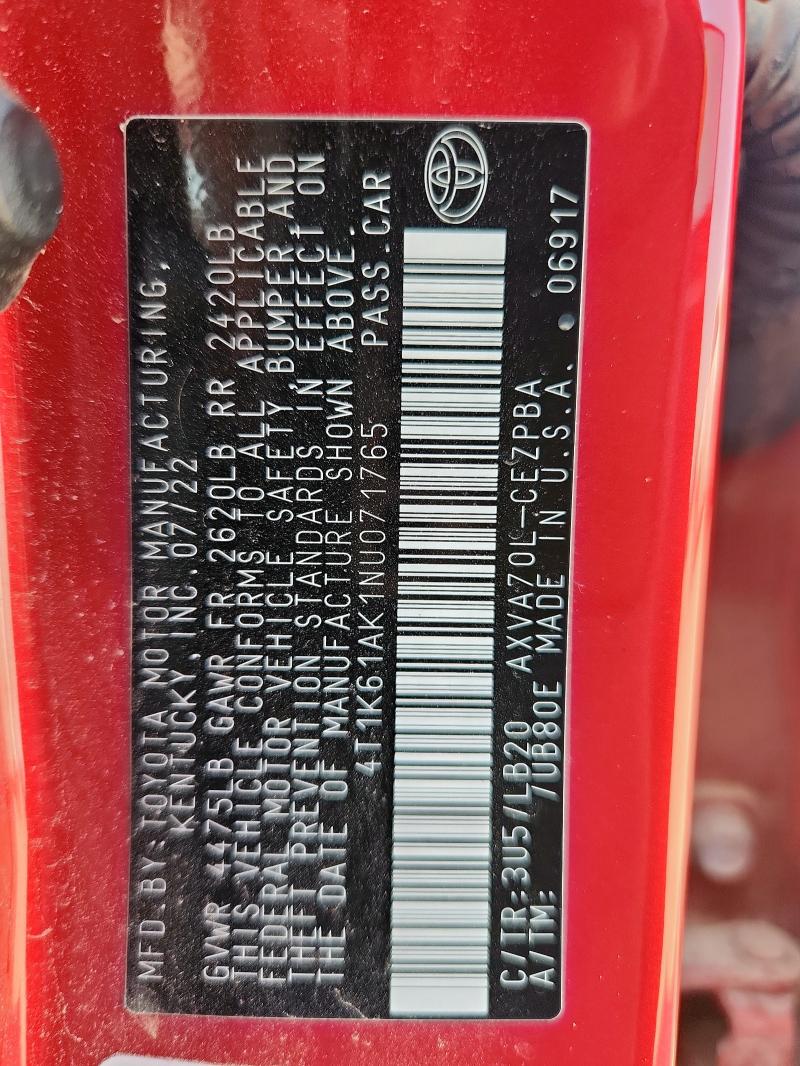 MFD.BY:TOYOTA MOTOR MANUFACTURING,
KENTUCKY,INC.07/22
GVWR 4475LB GAWR FR 2620LB RR 2420LB
THIS VEHICLE CONFORMS TO ALL APPLICABLE
FEDERAL MOTOR VEHICLE SAFETY,BUMPER,AND
THEFT PREVENTION STANDARDS IN EFFECT ON
THE DATE OF MANUFACTURE SHOWN ABOVE.
4T1K61AK1NU071765 PASS.CAR
C/TR:3U5/LB20 AXVA70L-CEZPBA
A/TM: /UB80E MADE IN U.S.A. 06917